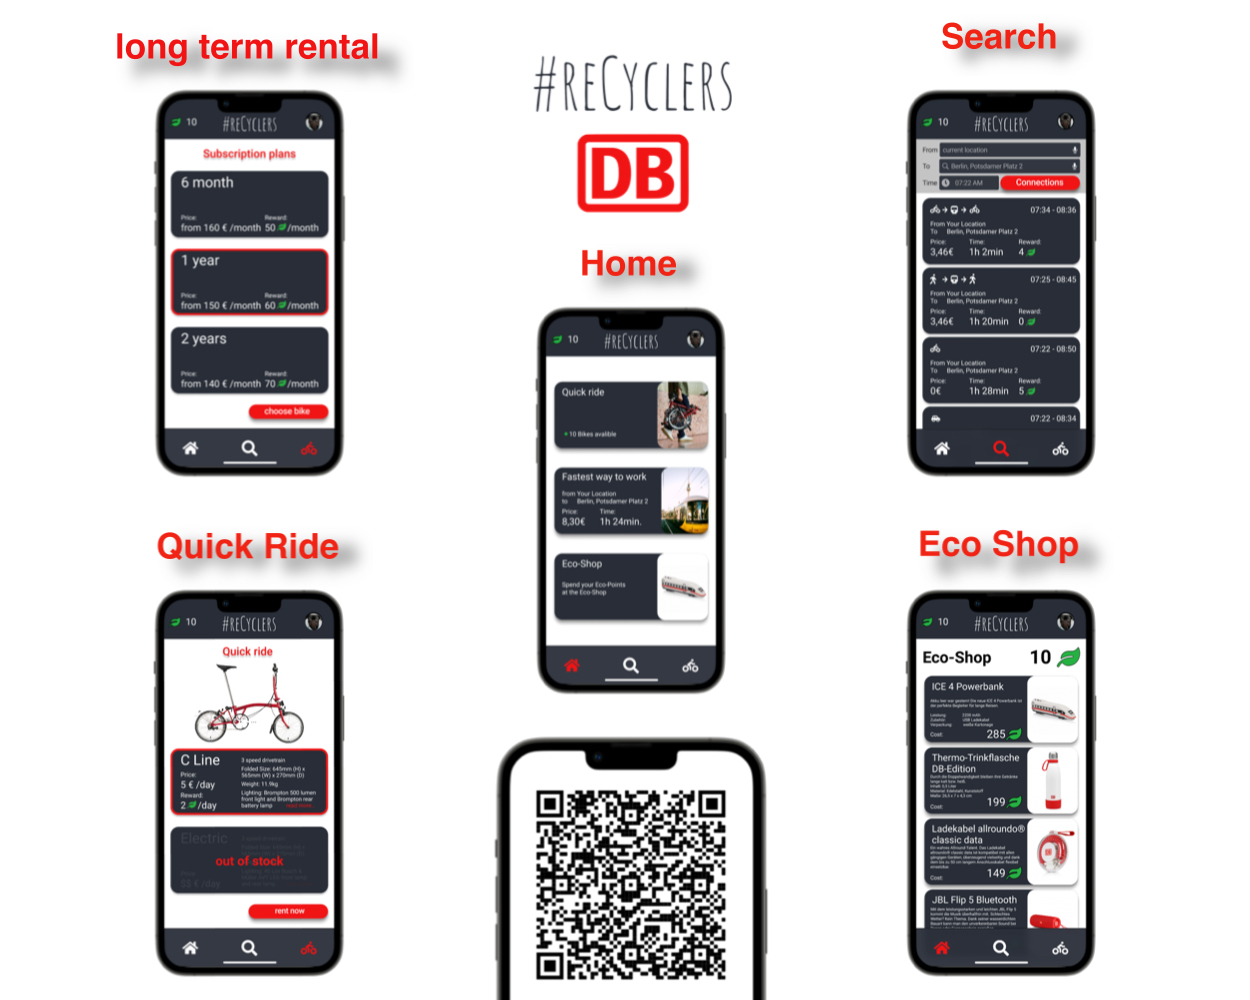 long term rental
10
#reCyclers
Subscription plans
6 month
Price: Reward:
from 160 € /month 50 /month
1 year
Price: Reward:
from 150 € /month 60 /month
2 years
Price: Reward:
from 140 € /month 70 /month
choose bike
#reCyclers
DB
Home
10
#reCyclers
Quick ride
10 Bikes avalible
Fastest way to work
from Your Location
to Berlin, Potsdamer Platz 2
Price: Time:
8,30€ 1h 24min.
Eco-Shop
Spend your Eco-Points
at the Eco-Shop
Search
10
#reCyclers
From current location
To Berlin, Potsdamer Platz 2
Time 07:22 AM Connections
07:34 - 08:36
From Your Location
To Berlin, Potsdamer Platz 2
Price: Time: Reward:
3,46€ 1h 2min 4
07:25 - 08:45
From Your Location
To Berlin, Potsdamer Platz 2
Price: Time: Reward:
3,46€ 1h 20min 0
07:22 - 08:50
From Your Location
To Berlin, Potsdamer Platz 2
Price: Time: Reward:
0€ 1h 28min 5
07:22 - 08:34
Quick Ride
10
#reCyclers
Quick ride
C Line
3 speed drivetrain
Folded Size: 645mm (H) x
565mm (W) x 270mm (D)
Weight: 11.9kg
Lighting: Brompton 500 lumen
front light and Brompton rear
battery lamp read more
Price:
5 € /day
Reward:
2 /day
Electric
out of stock
/day
rent now
Eco Shop
10
#reCyclers
Eco-Shop 10
ICE 4 Powerbank
Cost: 285
Thermo-Trinkflasche
DB-Edition
Cost: 199
Ladekabel allroundo®
classic data
Cost: 149
JBL Flip 5 Bluetooth